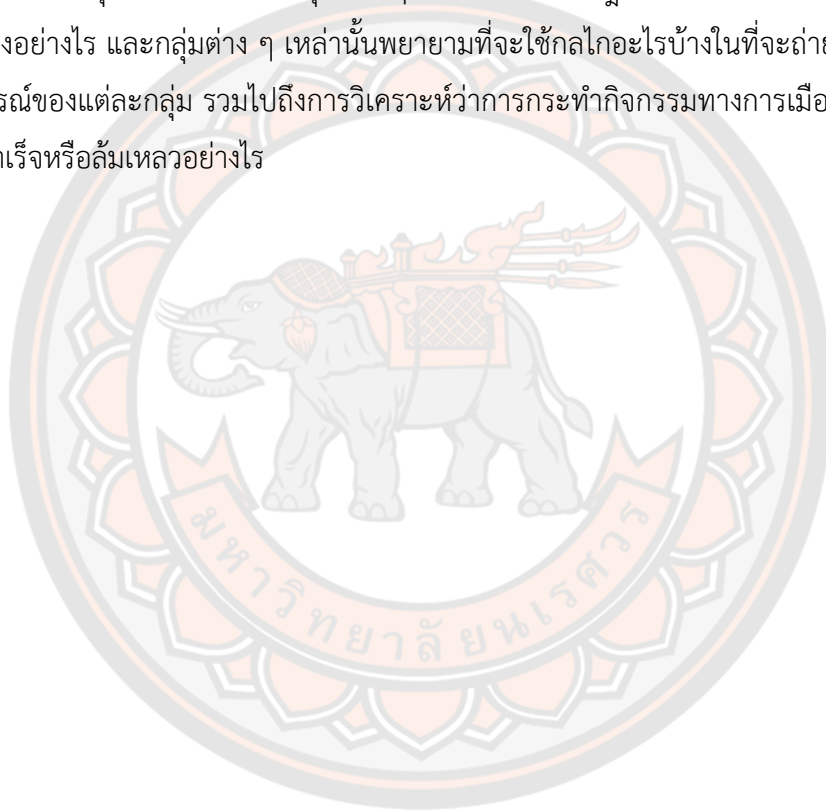 งอย่างไร และกลุ่มต่าง ๆ เหล่านั้นพยายามที่จะใช้กลไกอะไรบ้างในที่จะถ่าย
รณ์ของแต่ละกลุ่ม รวมไปถึงการวิเคราะห์ว่าการกระทำกิจกรรมทางการเมือ
เร็จหรือล้มเหลวอย่างไร
มหาวิทยาลัยนเรศวร